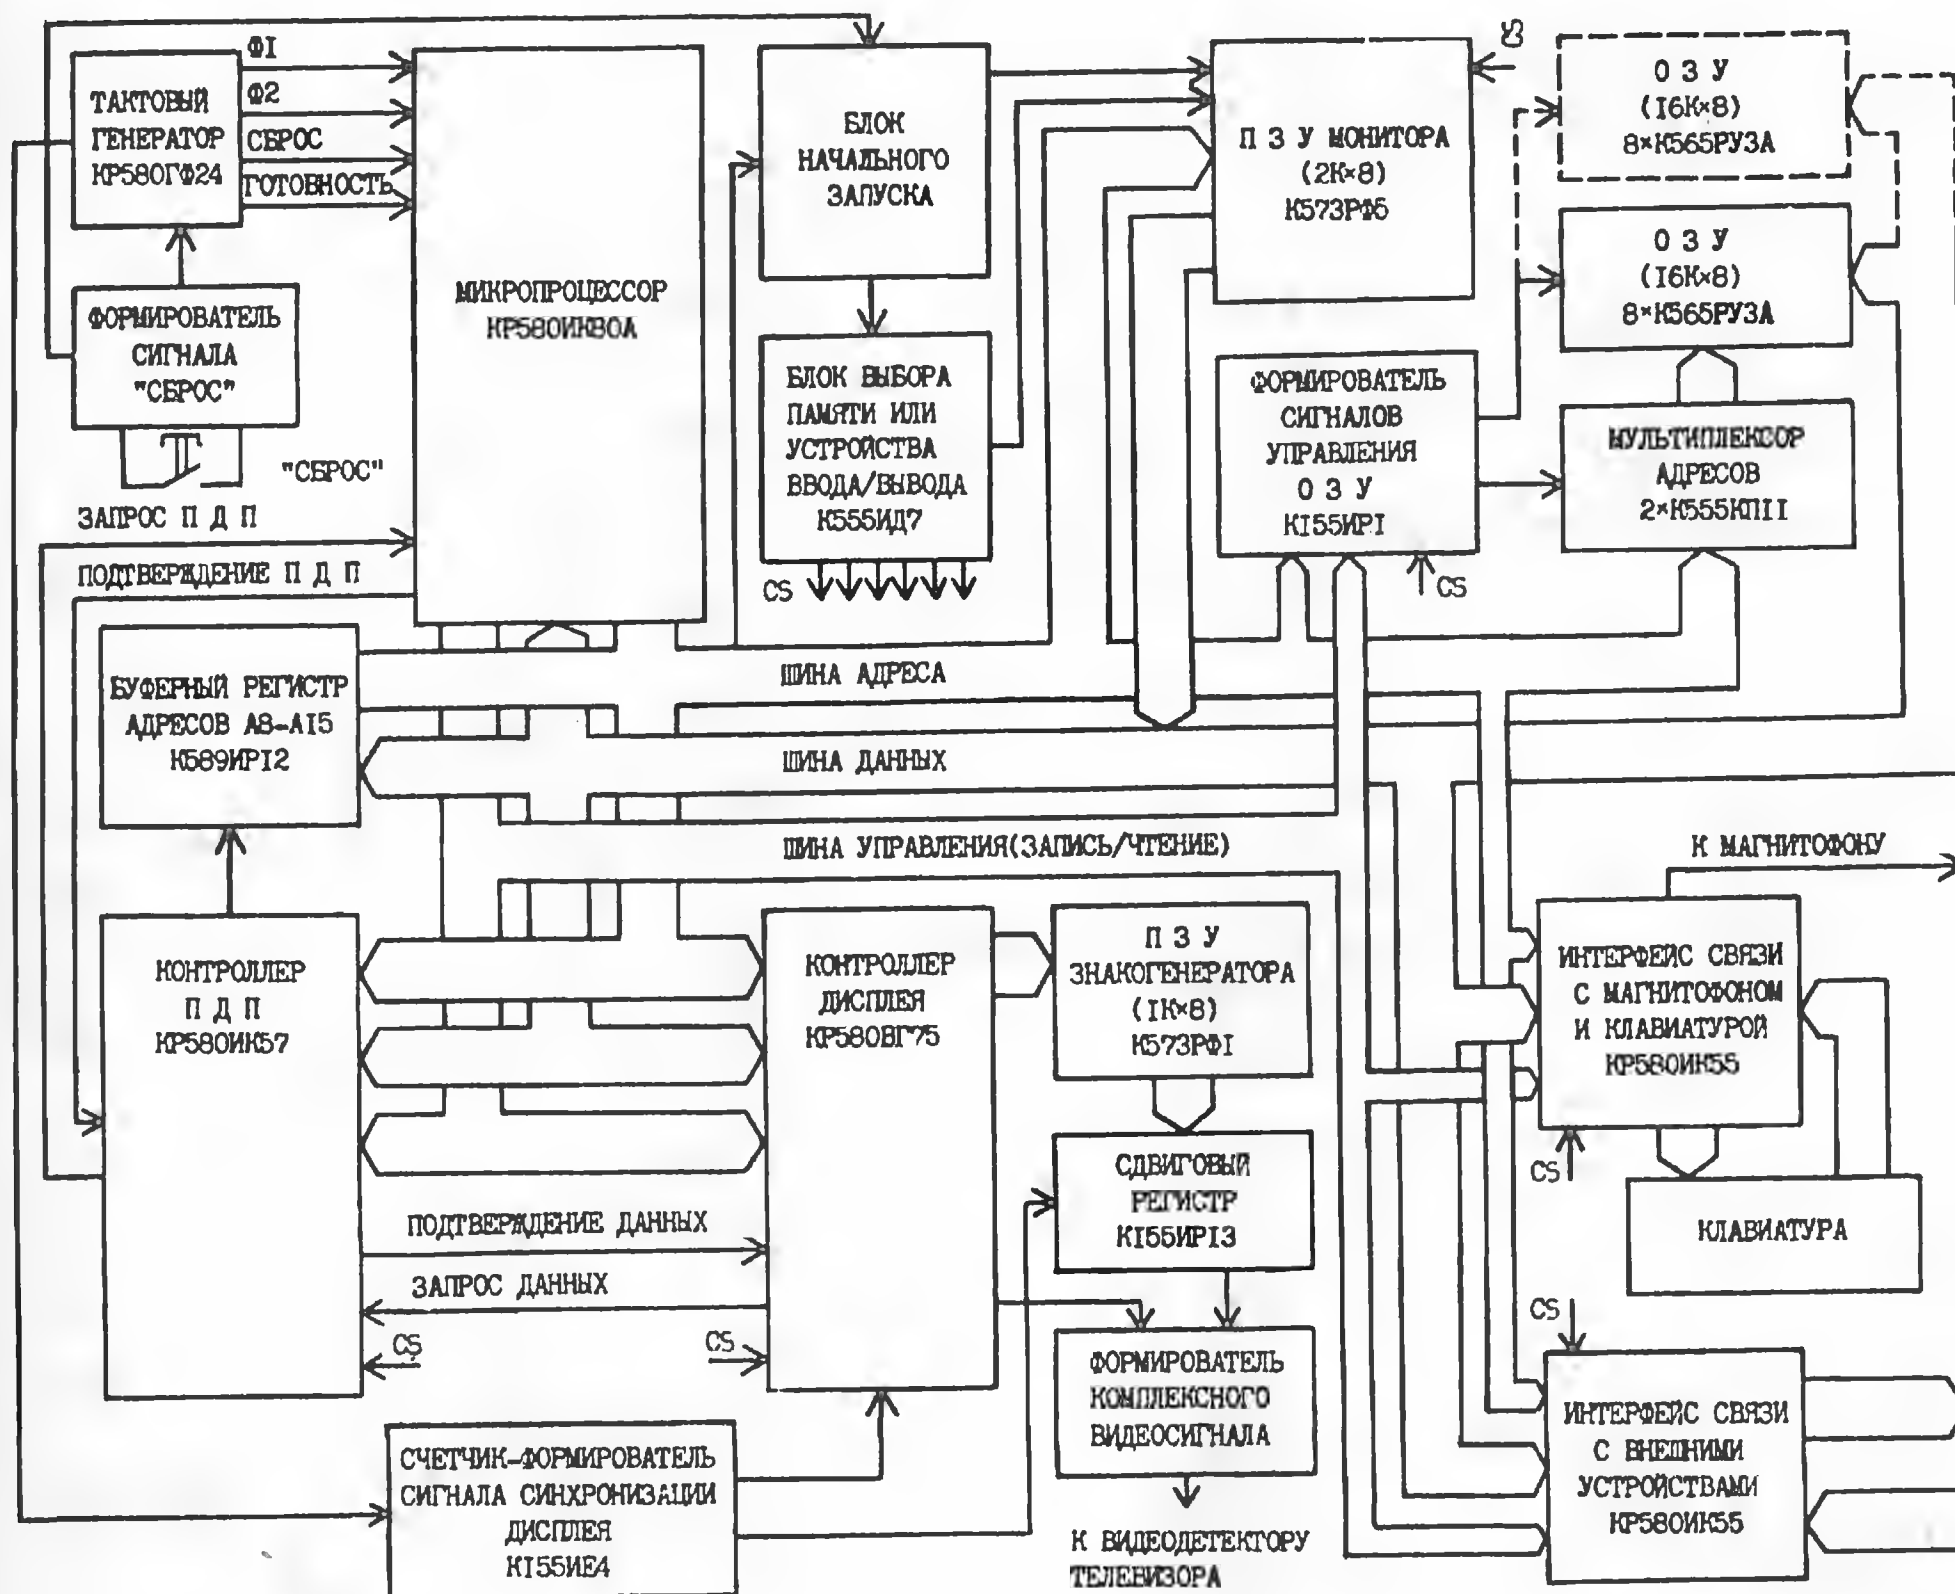 Ф1
Ф2
СБРОС
ГОТОВНОСТЬ
ТАКТОВЫЙ
ГЕНЕРАТОР
КР580ГФ24
ФОРМИРОВАТЕЛЬ
СИГНАЛА
"СБРОС"
"СБРОС"
ЗАПРОС П Д П
ПОДТВЕРЖДЕНИЕ П Д П
МИКРОПРОЦЕССОР
КР580ИК80А
БЛОК
НАЧАЛЬНОГО
ЗАПУСКА
БЛОК ВЫБОРА
ПАМЯТИ ИЛИ
УСТРОЙСТВА
ВВОДА/ВЫВОДА
К555ИД7
CS
П З У МОНИТОРА
(2К×8)
К573РФ5
CS
О З У
(16К×8)
8×К565РУ3А
О З У
(16К×8)
8×К565РУ3А
ФОРМИРОВАТЕЛЬ
СИГНАЛОВ
УПРАВЛЕНИЯ
О З У
К155ИР1
CS
МУЛЬТИПЛЕКСОР
АДРЕСОВ
2×К555КП11
БУФЕРНЫЙ РЕГИСТР
АДРЕСОВ А8-А15
К589ИР12
ШИНА АДРЕСА
ШИНА ДАННЫХ
ШИНА УПРАВЛЕНИЯ(ЗАПИСЬ/ЧТЕНИЕ)
К МАГНИТОФОНУ
КОНТРОЛЛЕР
П Д П
КР580ИК57
КОНТРОЛЛЕР
ДИСПЛЕЯ
КР580ВГ75
П З У
ЗНАКОГЕНЕРАТОРА
(1К×8)
К573РФ1
ИНТЕРФЕЙС СВЯЗИ
С МАГНИТОФОНОМ
И КЛАВИАТУРОЙ
КР580ИК55
CS
СДВИГОВЫЙ
РЕГИСТР
К155ИР13
КЛАВИАТУРА
ПОДТВЕРЖДЕНИЕ ДАННЫХ
ЗАПРОС ДАННЫХ
CS
CS
CS
ФОРМИРОВАТЕЛЬ
КОМПЛЕКСНОГО
ВИДЕОСИГНАЛА
ИНТЕРФЕЙС СВЯЗИ
С ВНЕШНИМИ
УСТРОЙСТВАМИ
КР580ИК55
СЧЕТЧИК-ФОРМИРОВАТЕЛЬ
СИГНАЛА СИНХРОНИЗАЦИИ
ДИСПЛЕЯ
К155ИЕ4
К ВИДЕОДЕТЕКТОРУ
ТЕЛЕВИЗОРА